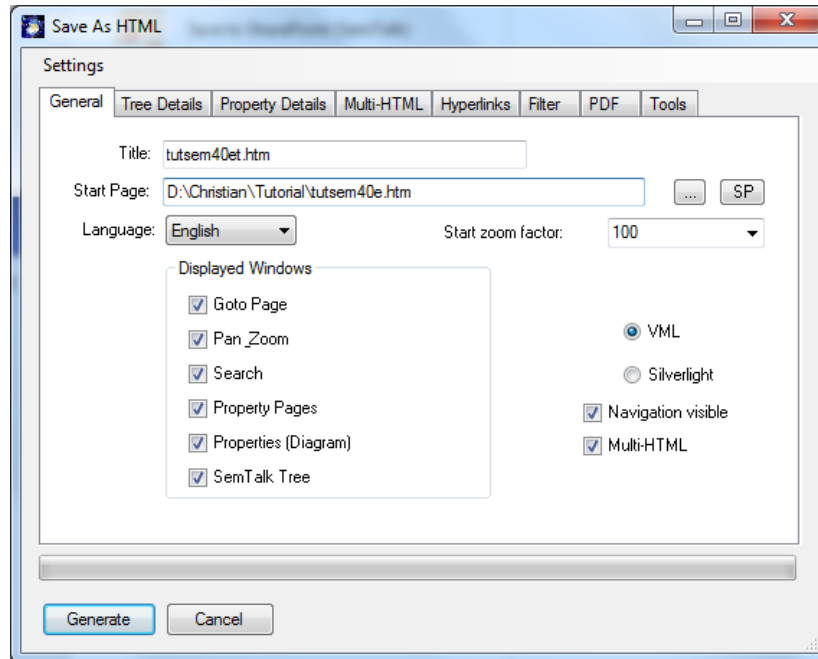 Save As HTML
Settings
General Tree Details Property Details Multi-HTML Hyperlinks Filter PDF Tools
Title: tutsem40et.htm
Start Page: D:\Christian\Tutorial\tutsem40e.htm ... SP
Language: English Start zoom factor: 100
Displayed Windows
Goto Page
Pan_Zoom
VML
Search
Silverlight
Property Pages
Navigation visible
Properties (Diagram)
Multi-HTML
SemTalk Tree
Generate Cancel